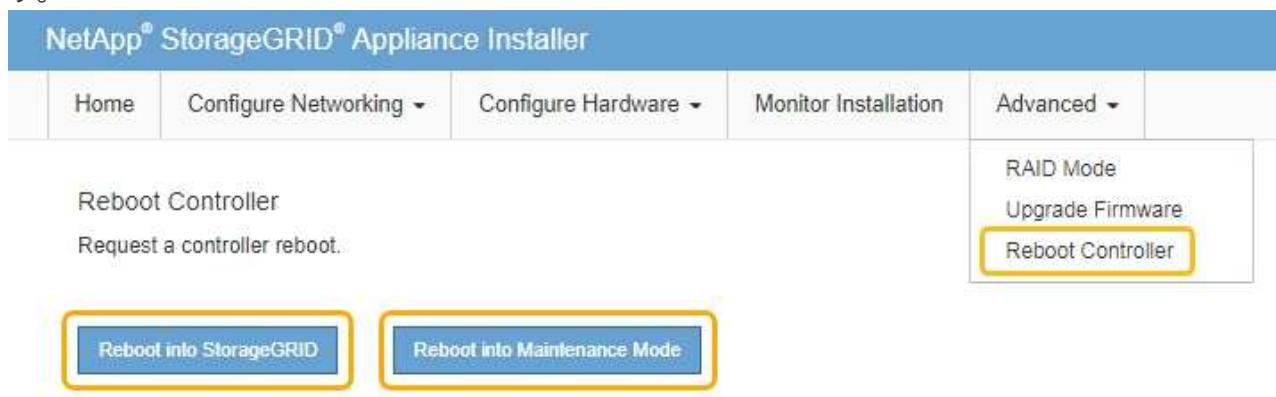 NetApp® StorageGRID® Appliance Installer
Home Configure Networking Configure Hardware Monitor Installation Advanced
RAID Mode
Upgrade Firmware
Reboot Controller
Reboot Controller
Request a controller reboot.
Reboot into StorageGRID Reboot into Maintenance Mode